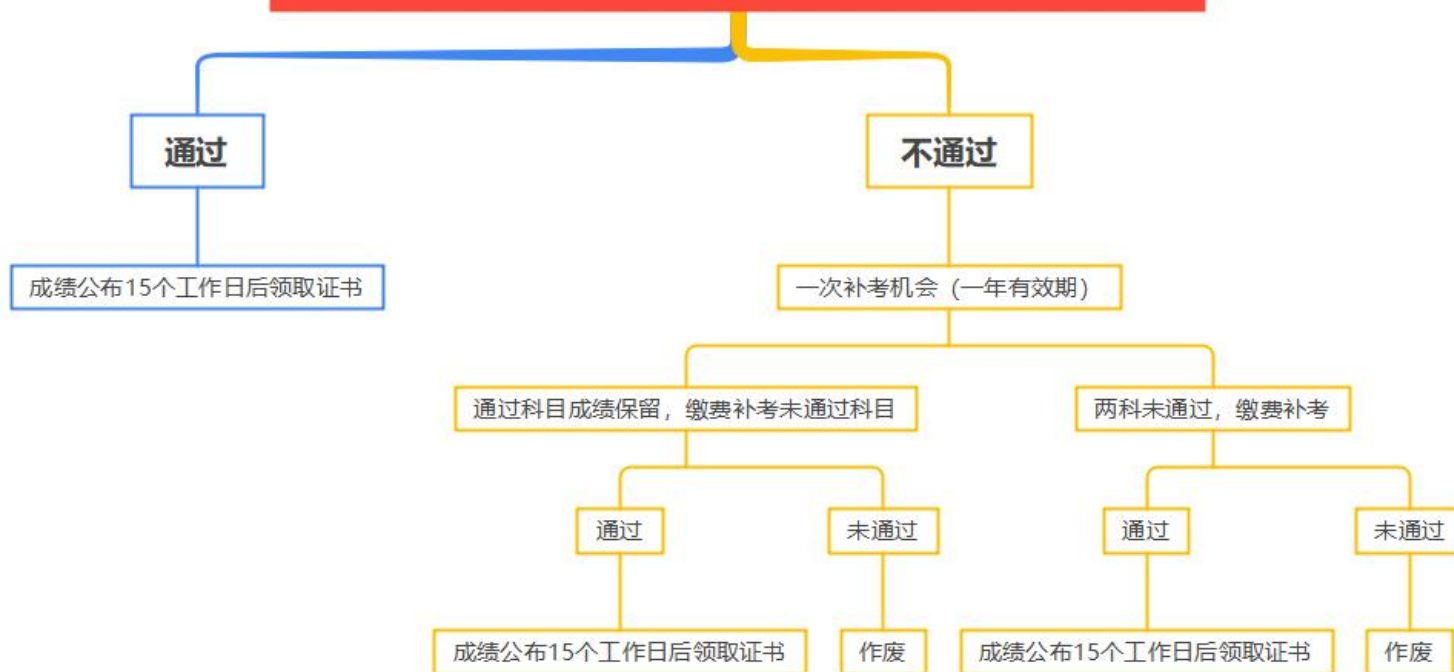 通过
不通过
成绩公布15个工作日后领取证书
一次补考机会 (一年有效期)
通过科目成绩保留，缴费补考未通过科目
两科未通过，缴费补考
通过
未通过
通过
未通过
成绩公布15个工作日后领取证书
作废
成绩公布15个工作日后领取证书
作废